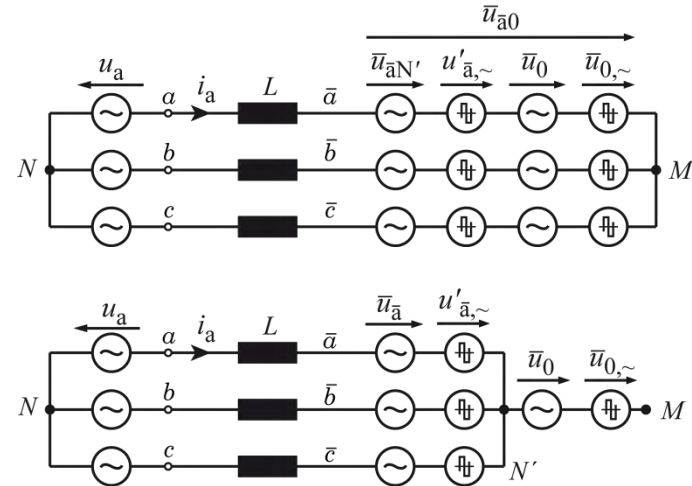 ū_ā0
u_a a i_a L ā ū_āN′ u′_ā,~ ū_0 ū_0,~
N b b̄ M
c c̄
u_a a i_a L ā ū_ā u′_ā,~
N b b̄ ū_0 ū_0,~ M
c c̄ N′